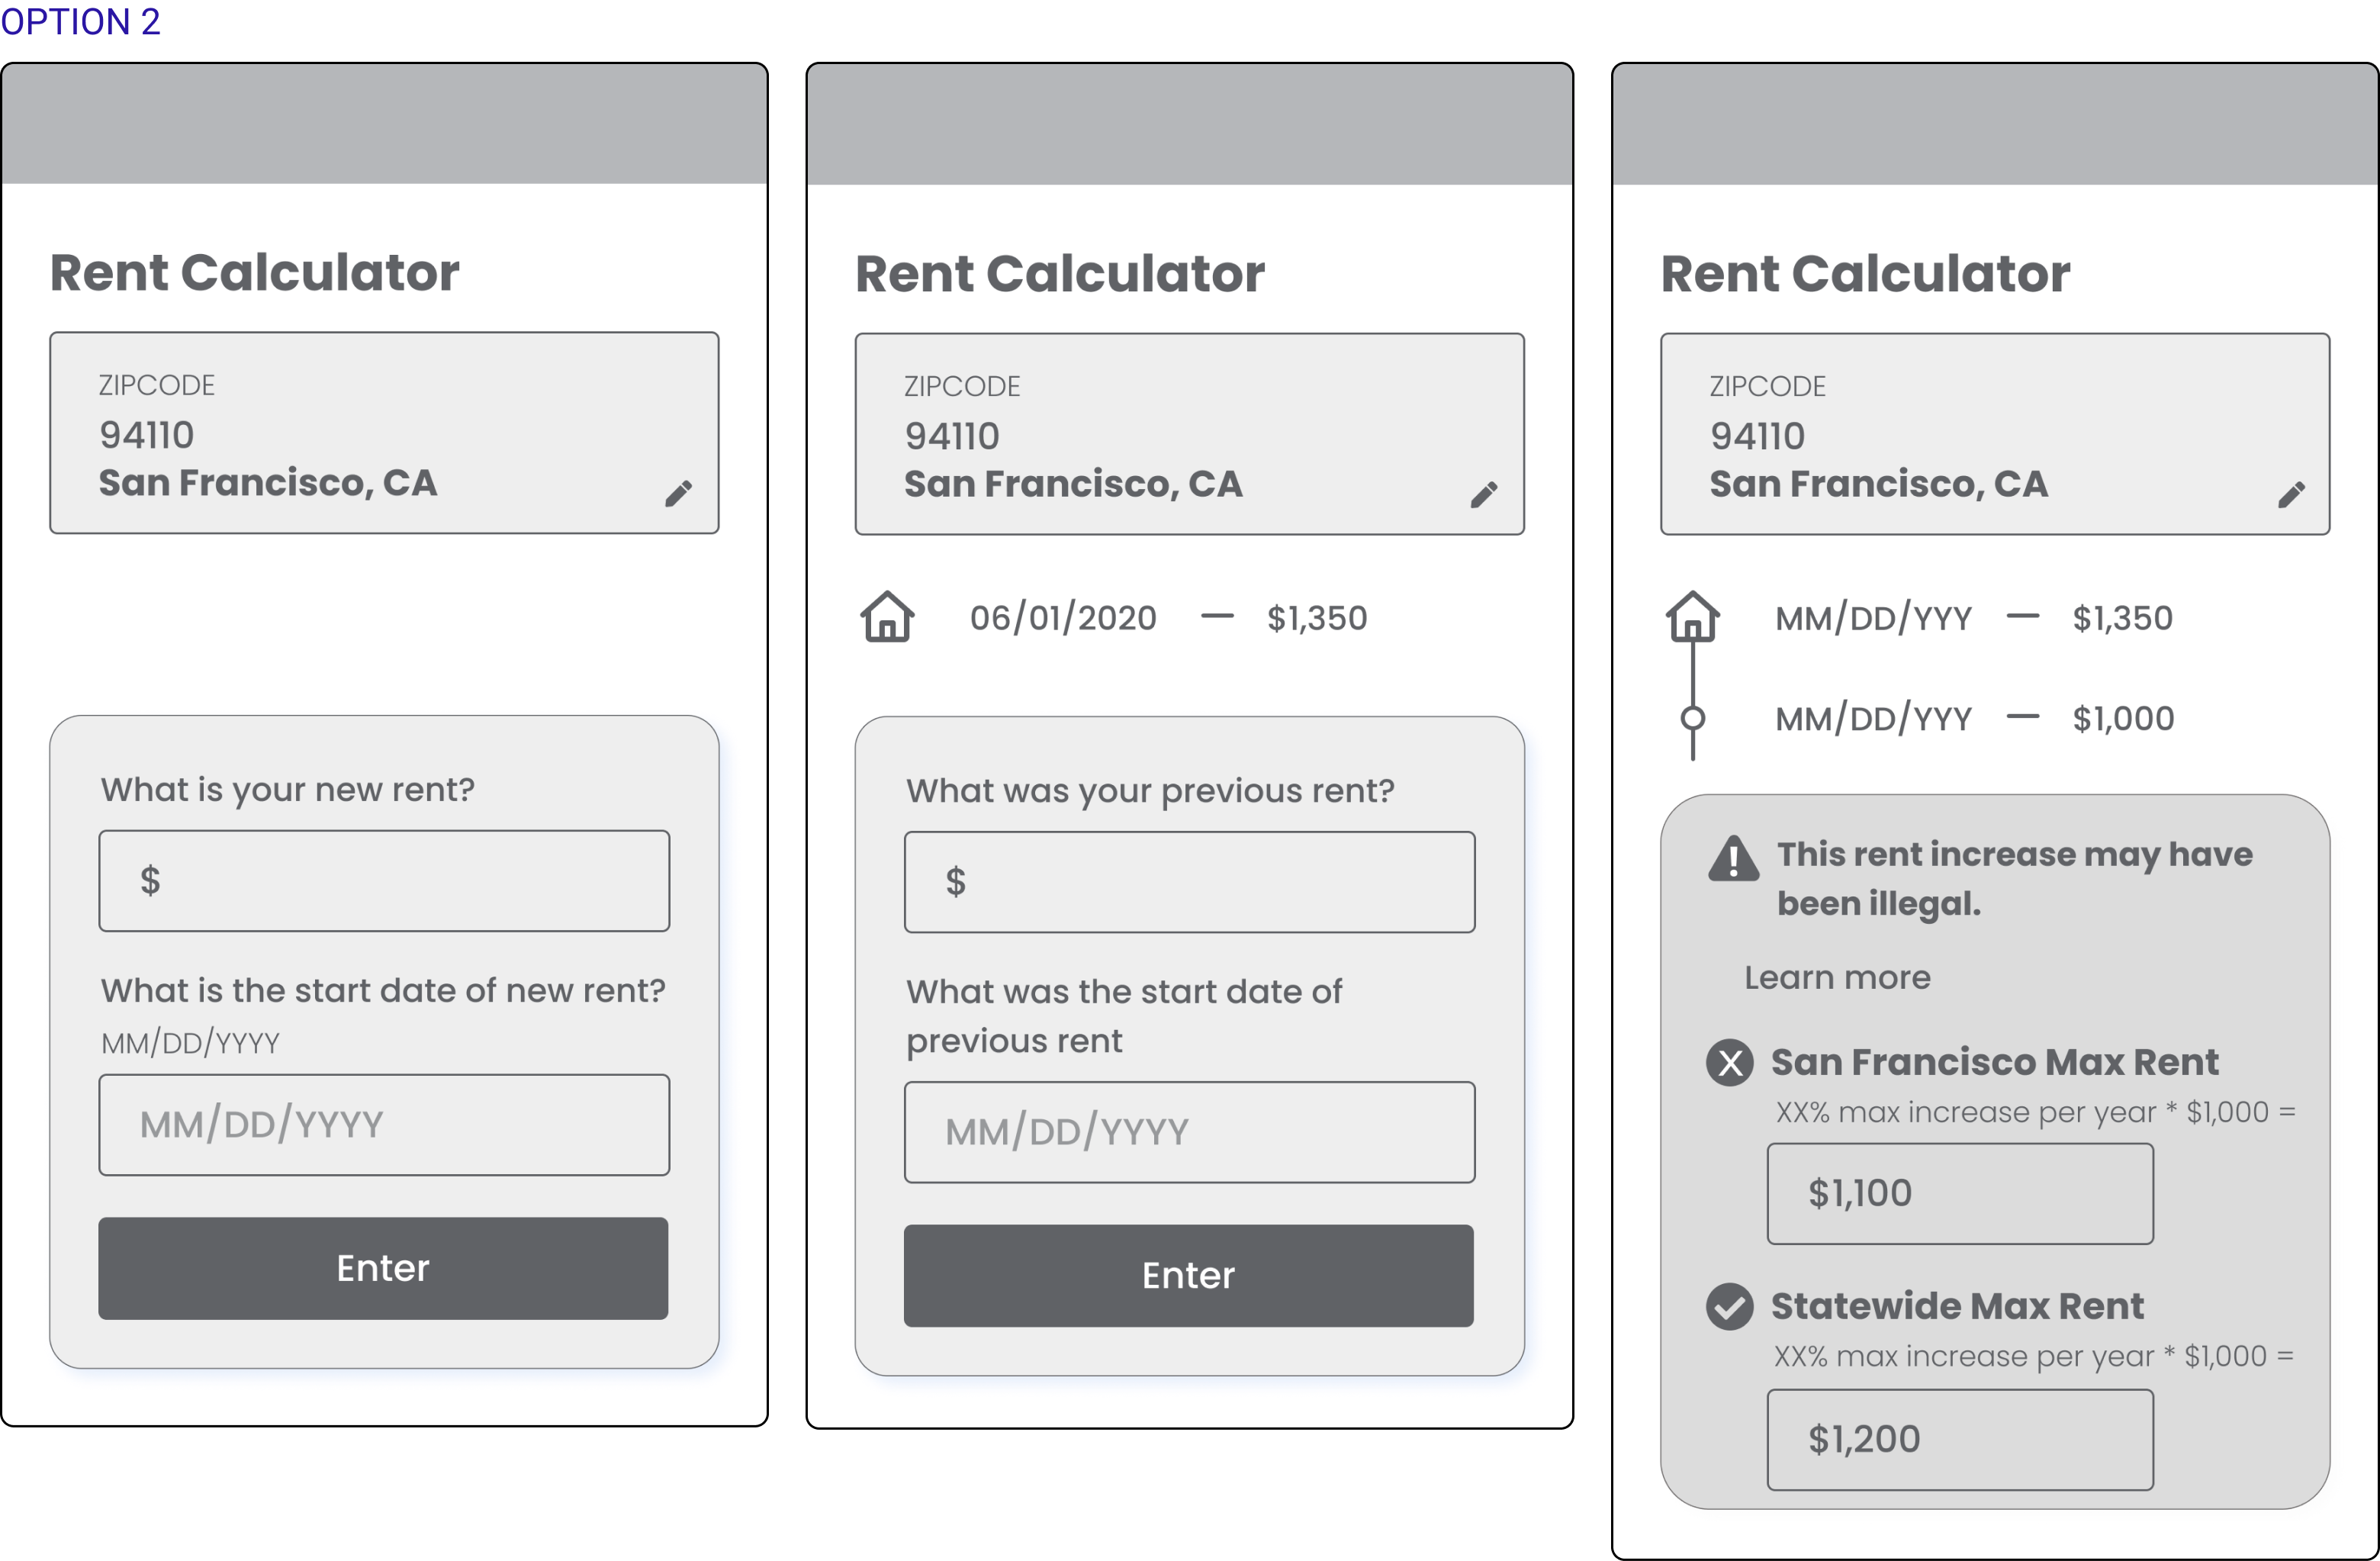 OPTION 2
Rent Calculator
ZIPCODE
94110
San Francisco, CA
What is your new rent?
$
What is the start date of new rent?
MM/DD/YYYY
MM/DD/YYYY
Enter
Rent Calculator
ZIPCODE
94110
San Francisco, CA
06/01/2020 — $1,350
What was your previous rent?
$
What was the start date of
previous rent
MM/DD/YYYY
Enter
Rent Calculator
ZIPCODE
94110
San Francisco, CA
MM/DD/YYY — $1,350
MM/DD/YYY — $1,000
This rent increase may have
been illegal.
Learn more
X San Francisco Max Rent
XX% max increase per year * $1,000 =
$1,100
Statewide Max Rent
XX% max increase per year * $1,000 =
$1,200